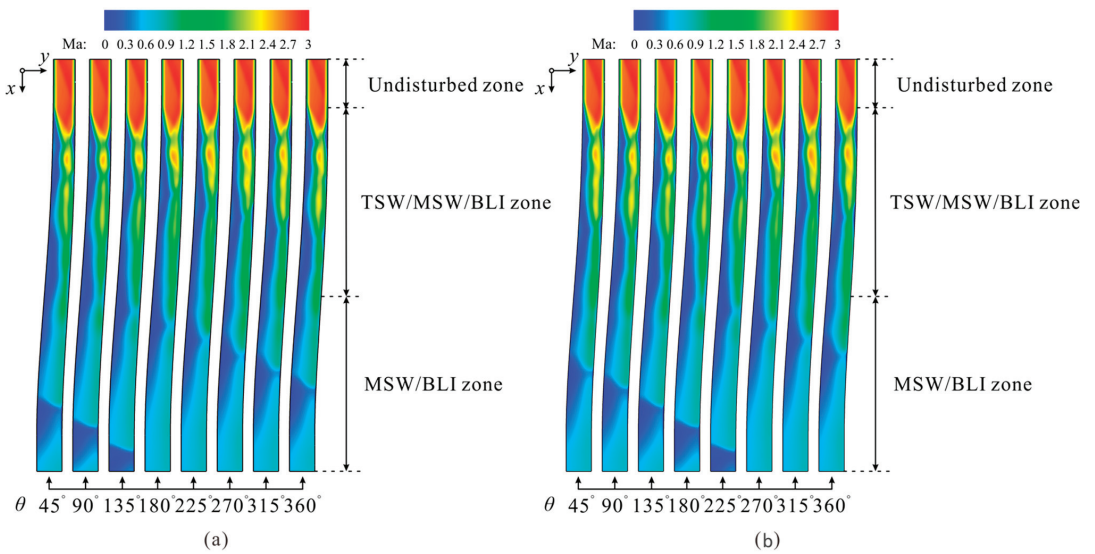 Ma: 0 0.3 0.6 0.9 1.2 1.5 1.8 2.1 2.4 2.7 3
y
x
Undisturbed zone
TSW/MSW/BLI zone
MSW/BLI zone
θ 45° 90° 135° 180° 225° 270° 315° 360°
(a)
Ma: 0 0.3 0.6 0.9 1.2 1.5 1.8 2.1 2.4 2.7 3
y
x
Undisturbed zone
TSW/MSW/BLI zone
MSW/BLI zone
θ 45° 90° 135° 180° 225° 270° 315° 360°
(b)